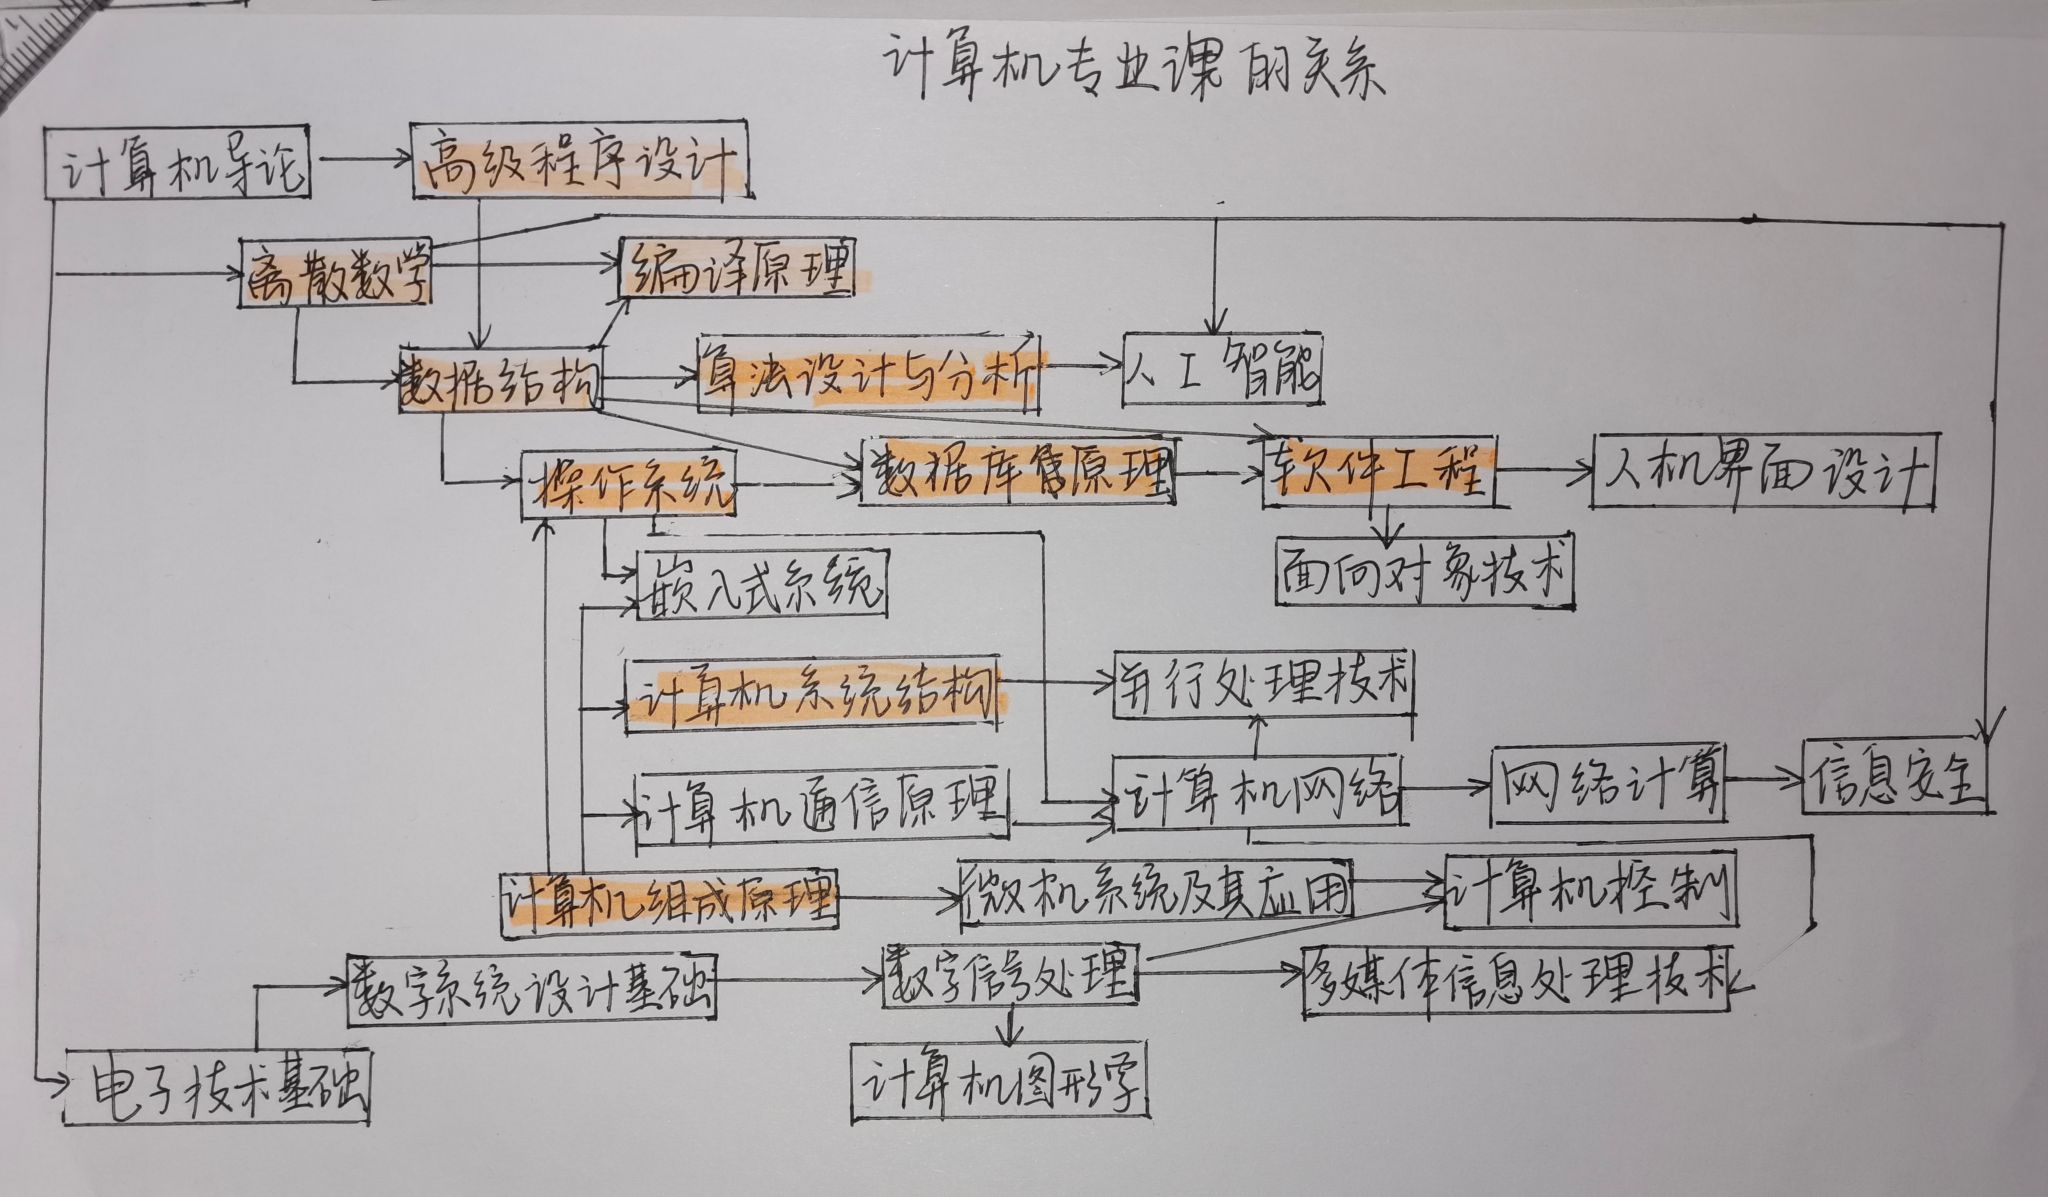 计算机专业课的关系
计算机导论
高级程序设计
离散数学
编译原理
数据结构
算法设计与分析
人工智能
操作系统
数据库原理
软件工程
人机界面设计
嵌入式系统
面向对象技术
计算机系统结构
并行处理技术
计算机通信原理
计算机网络
网络计算
信息安全
计算机组成原理
微机系统及其应用
计算机控制
数字系统设计基础
数字信号处理
多媒体信息处理技术
电子技术基础
计算机图形学